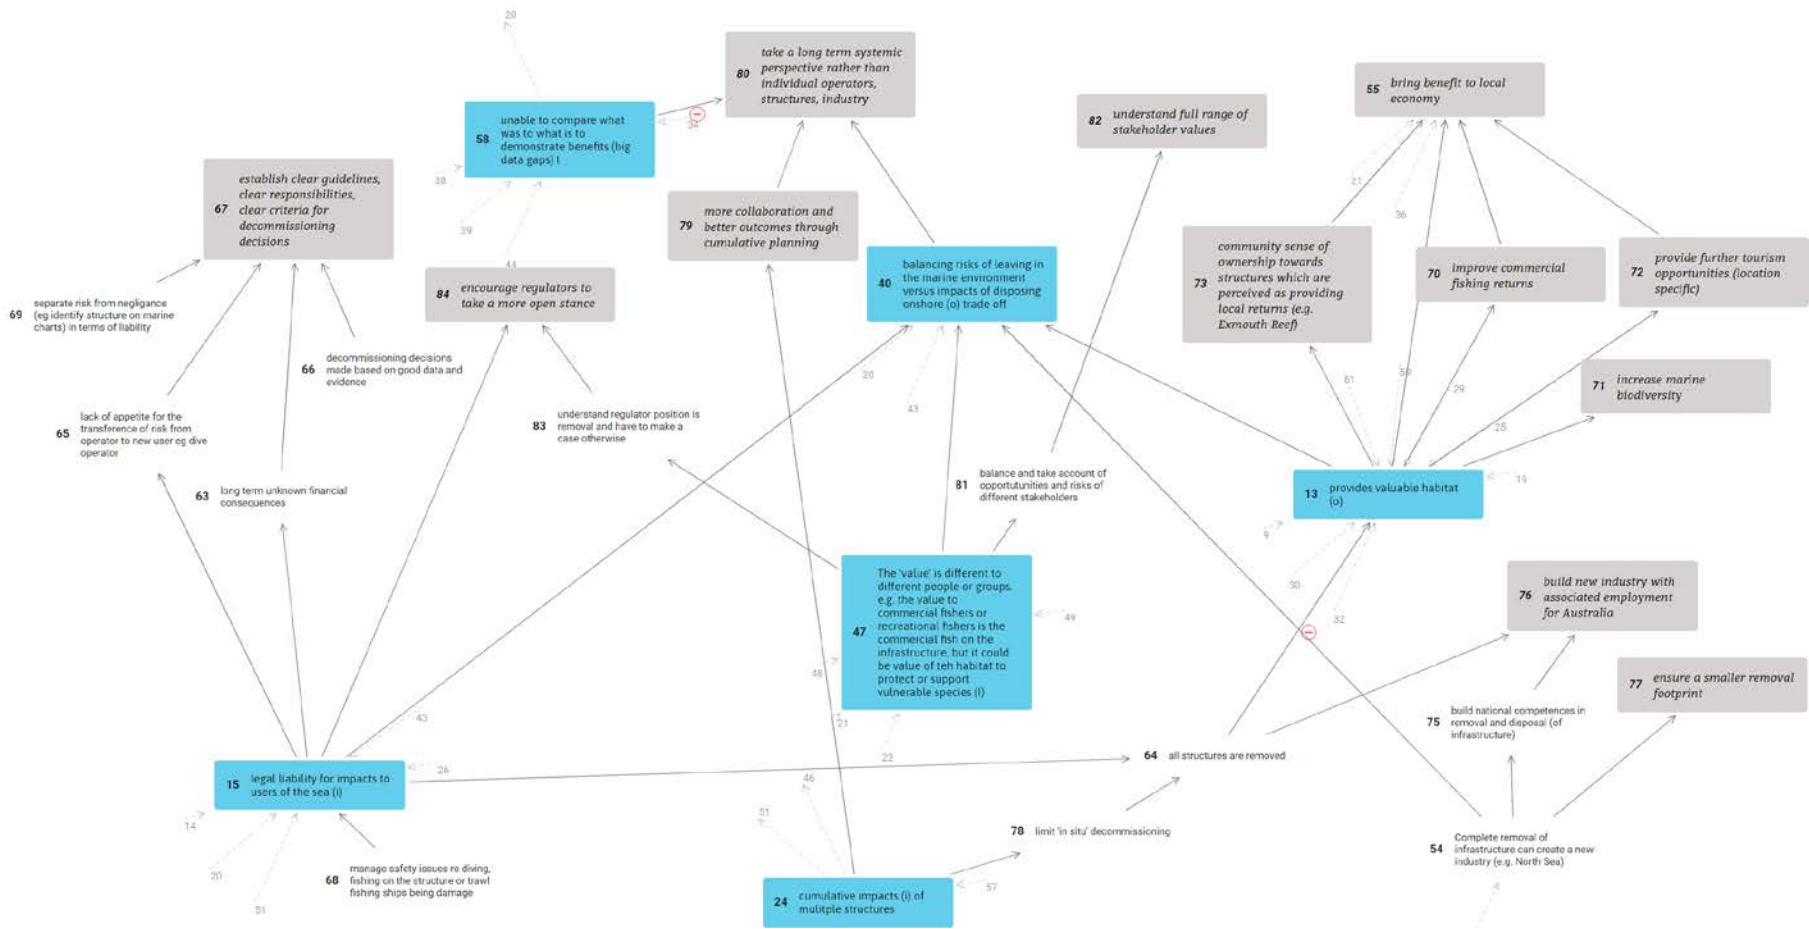 20
80 take a long term systemic
perspective rather than
individual operators,
structures, industry
55 bring benefit to local
economy
58 unable to compare what
was to what is to
demonstrate benefits (big
data gaps) I
34
82 understand full range of
stakeholder values
38
39
44
67 establish clear guidelines,
clear responsibilities,
clear criteria for
decommissioning
decisions
79 more collaboration and
better outcomes through
cumulative planning
21
36
73 community sense of
ownership towards
structures which are
perceived as providing
local returns (e.g.
Exmouth Reef)
70 improve commercial
fishing returns
72 provide further tourism
opportunities (location
specific)
40 balancing risks of leaving in
the marine environment
versus impacts of disposing
onshore (o) trade off
84 encourage regulators to
take a more open stance
69 separate risk from negligance
(eg identify structure on marine
charts) in terms of liability
66 decommissioning decisions
made based on good data and
evidence
20
43
61
29
71 increase marine
biodiversity
25
65 lack of appetite for the
transference of risk from
operator to new user eg dive
operator
83 understand regulator position is
removal and have to make a
case otherwise
63 long term unknown financial
consequences
81 balance and take account of
opportutunities and risks of
different stakeholders
13 provides valuable habitat
(o)
19
9
30
32
47 The 'value' is different to
different people or groups.
e.g. the value to
commercial fishers or
recreational fishers is the
commercial fish on the
infrastructure, but it could
be value of teh habitat to
protect or support
vulnerable species (I)
49
48
21
22
76 build new industry with
associated employment
for Australia
77 ensure a smaller removal
footprint
75 build national competences in
removal and disposal (of
infrastructure)
43
26
15 legal liability for impacts to
users of the sea (i)
64 all structures are removed
46
51
14
20
51
68 manage safety issues re diving,
fishing on the structure or trawl
fishing ships being damage
78 limit 'in situ' decommissioning
54 Complete removal of
infrastructure can create a new
industry (e.g. North Sea)
57
24 cumulative impacts (i) of
mulitple structures